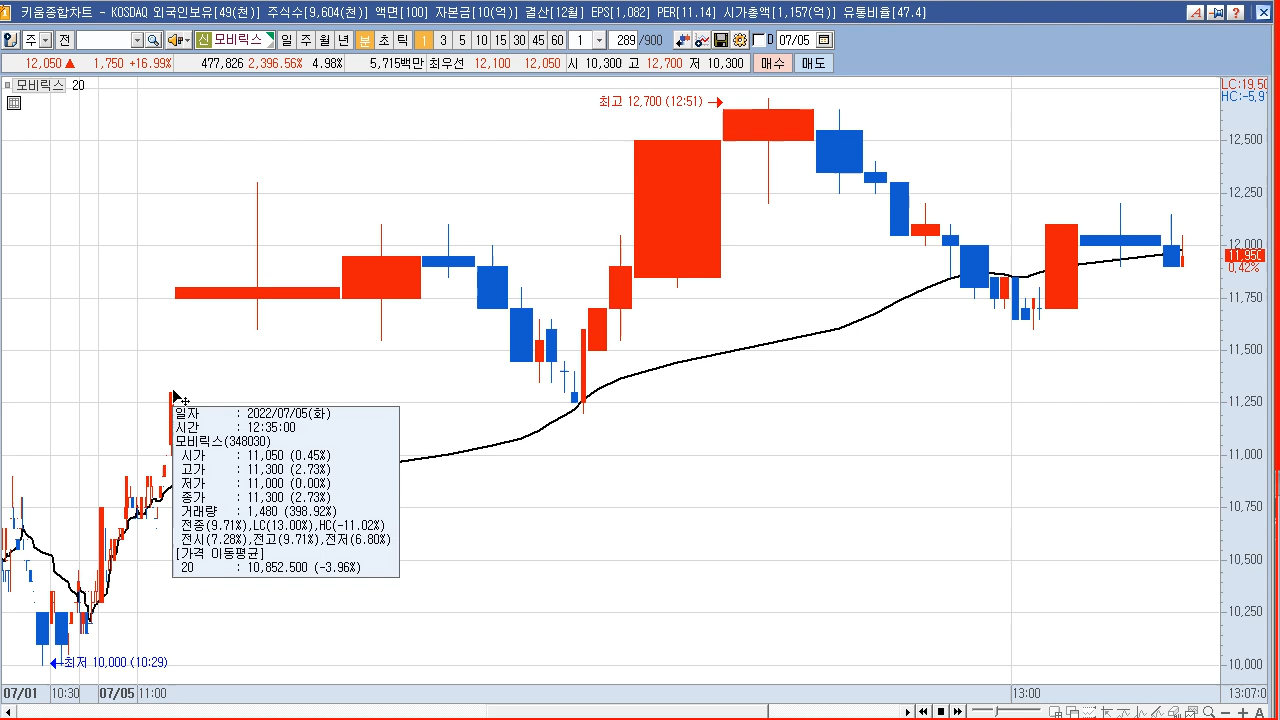 키움종합차트 - KOSDAQ 외국인보유[49(천)] 주식수[9,604(천)] 액면[100] 자본금[10(억)] 결산[12월] EPS[1,082] PER[11.14] 시가총액[1,157(억)] 유통비율[47.4]
주 전 신 모비릭스 일 주 월 년 분 초 틱 1 3 5 10 15 30 45 60 1 289 /900 D 07/05
12,050 ▲ 1,750 +16.99% 477,826 2,396.56% 4.98% 5,715백만 최우선 12,100 12,050 시 10,300 고 12,700 저 10,300 매수 매도
모비릭스 20
LC:19,50
HC:-5,9
최고 12,700 (12:51)
12,500
12,250
12,000
11,950
0,42%
11,750
11,500
11,250
11,000
10,750
10,500
10,250
10,000
일자 : 2022/07/05(화)
시간 : 12:35:00
모비릭스(348030)
시가 : 11,050 (0.45%)
고가 : 11,300 (2.73%)
저가 : 11,000 (0.00%)
종가 : 11,300 (2.73%)
거래량 : 1,480 (398.92%)
전종(9.71%),LC(13.00%),HC(-11.02%)
전시(7.28%),전고(9.71%),전저(6.80%)
[가격 이동평균]
20 : 10,852.500 (-3.96%)
최저 10,000 (10:29)
07/01 10:30 07/05 11:00 13:00 13:07:0
A